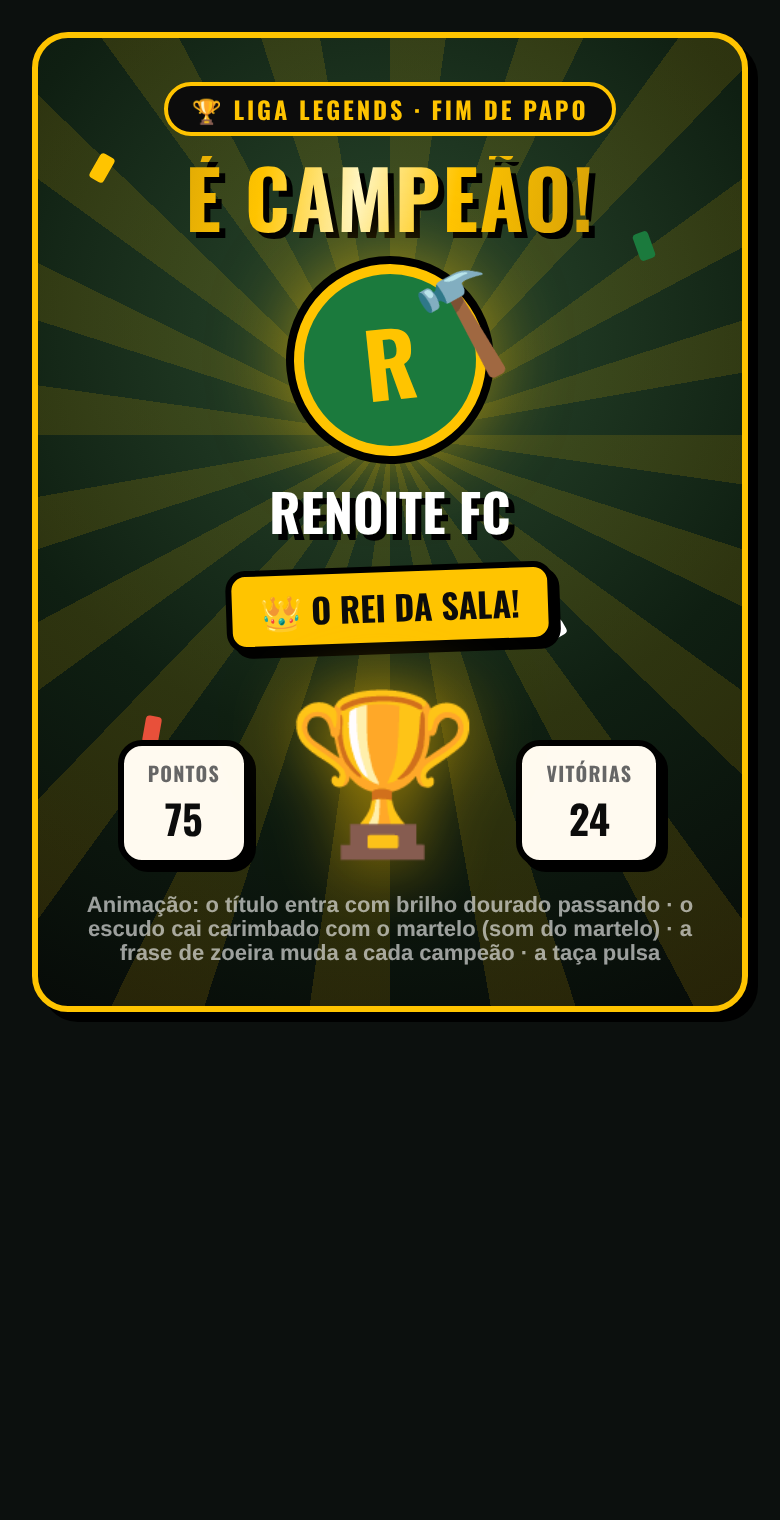 🏆 LIGA LEGENDS · FIM DE PAPO
É CAMPEÃO!
R
RENOITE FC
👑 O REI DA SALA!
PONTOS
75
VITÓRIAS
24
Animação: o título entra com brilho dourado passando · o
escudo cai carimbado com o martelo (som do martelo) · a
frase de zoeira muda a cada campeão · a taça pulsa